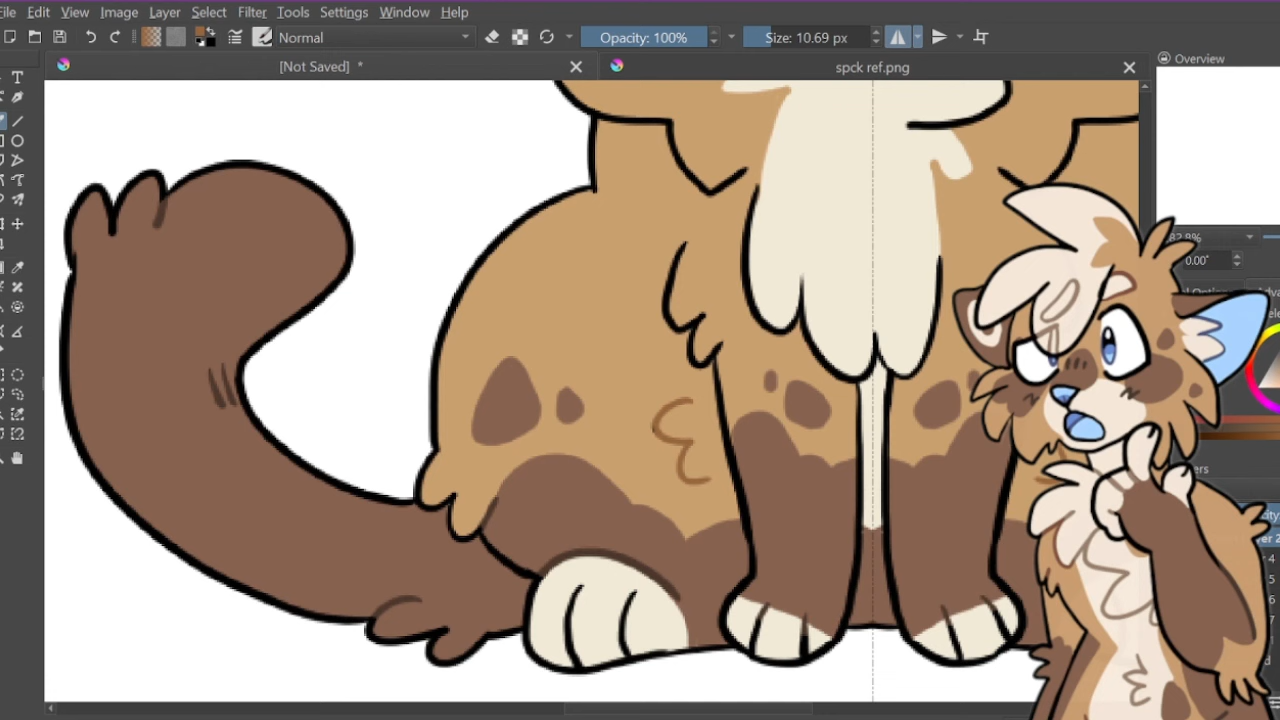 File Edit View Image Layer Select Filter Tools Settings Window Help
Normal Opacity: 100% Size: 10.69 px
[Not Saved] * spck ref.png
Overview
0.00°